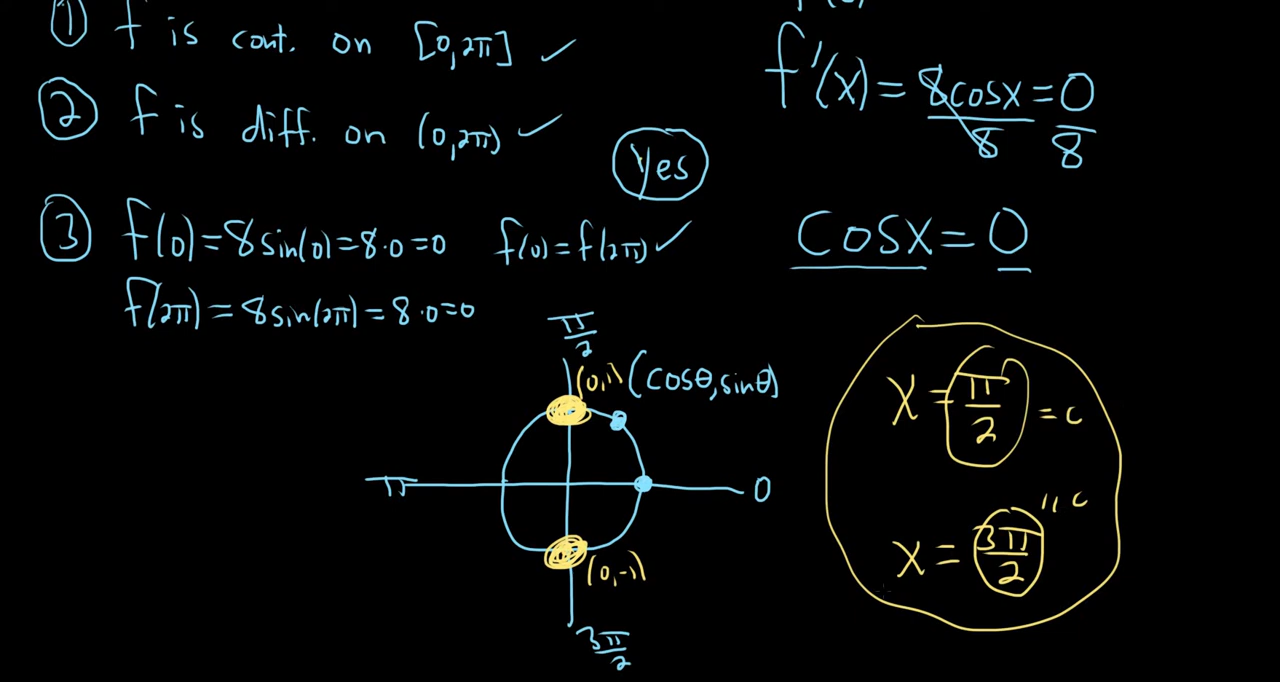 ① f is cont. on [0,2π] ✓
② f is diff. on (0,2π) ✓
Yes
③ f(0)=8sin(0)=8·0=0 f(0)=f(2π) ✓
f(2π)=8sin(2π)=8·0=0
f'(x)=8cosx/8=0/8
cosx=0
π/2
(0,1) (cosθ,sinθ)
π 0
(0,-1)
3π/2
x=π/2=c
x=3π/2 "c